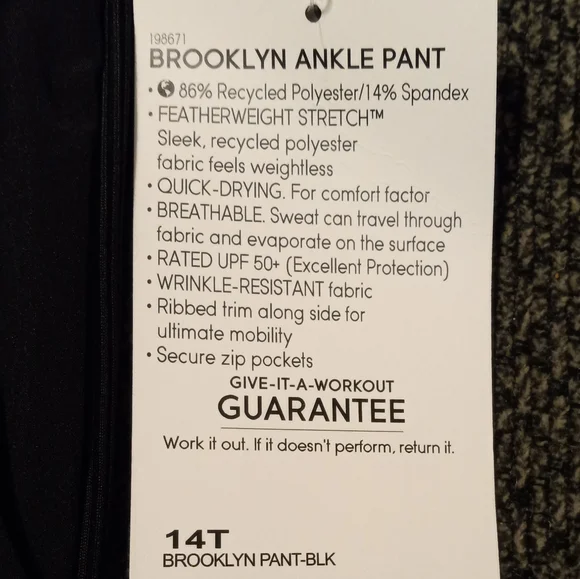 198671
BROOKLYN ANKLE PANT
• 86% Recycled Polyester/14% Spandex
• FEATHERWEIGHT STRETCH™
Sleek, recycled polyester
fabric feels weightless
• QUICK-DRYING. For comfort factor
• BREATHABLE. Sweat can travel through
fabric and evaporate on the surface
• RATED UPF 50+ (Excellent Protection)
• WRINKLE-RESISTANT fabric
• Ribbed trim along side for
ultimate mobility
• Secure zip pockets
GIVE-IT-A-WORKOUT
GUARANTEE
Work it out. If it doesn't perform, return it.
14T
BROOKLYN PANT-BLK